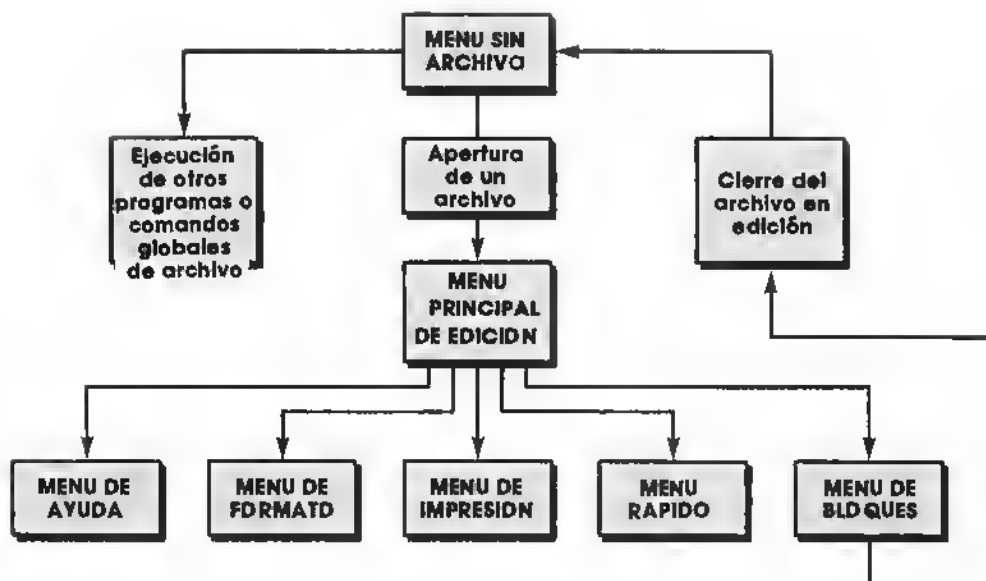 MENU SIN
ARCHIVO
Ejecución
de otros
programas o
comandos
globales
de archivo
Apertura
de un
archivo
Cierre del
archivo en
edición
MENU
PRINCIPAL
DE EDICION
MENU DE
AYUDA
MENU DE
FORMATO
MENU DE
IMPRESION
MENU
RAPIDO
MENU DE
BLOQUES